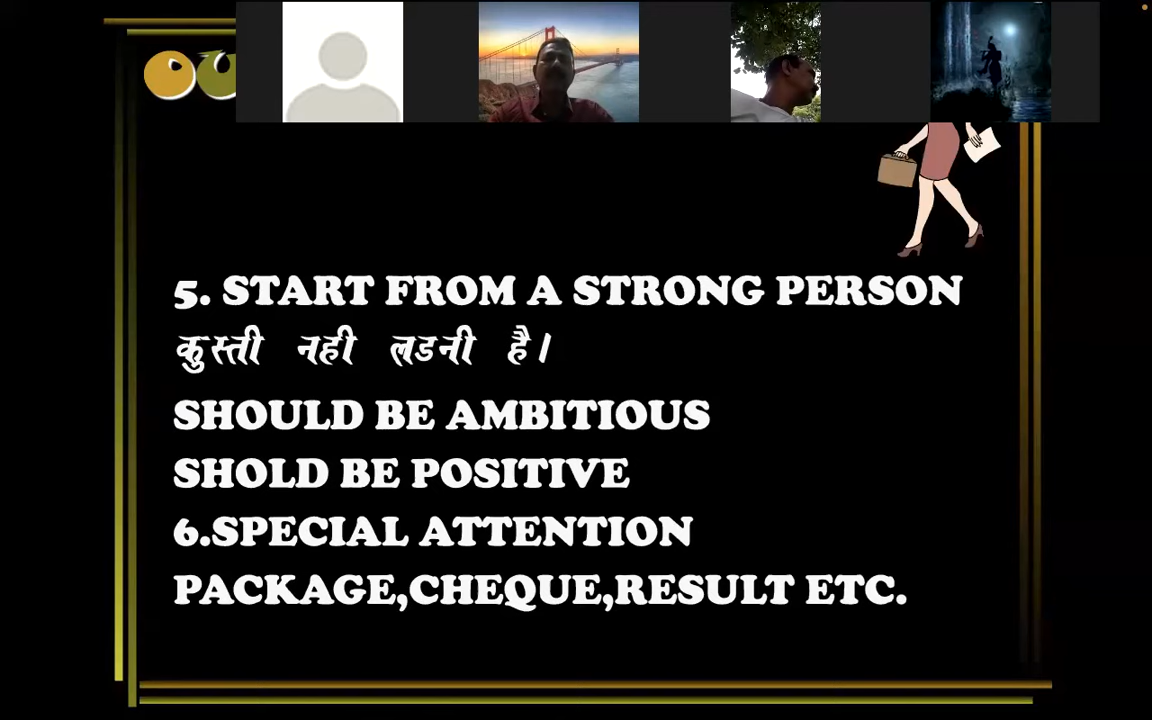 5. START FROM A STRONG PERSON
कुस्ती नही लडनी है।
SHOULD BE AMBITIOUS
SHOLD BE POSITIVE
6.SPECIAL ATTENTION
PACKAGE,CHEQUE,RESULT ETC.